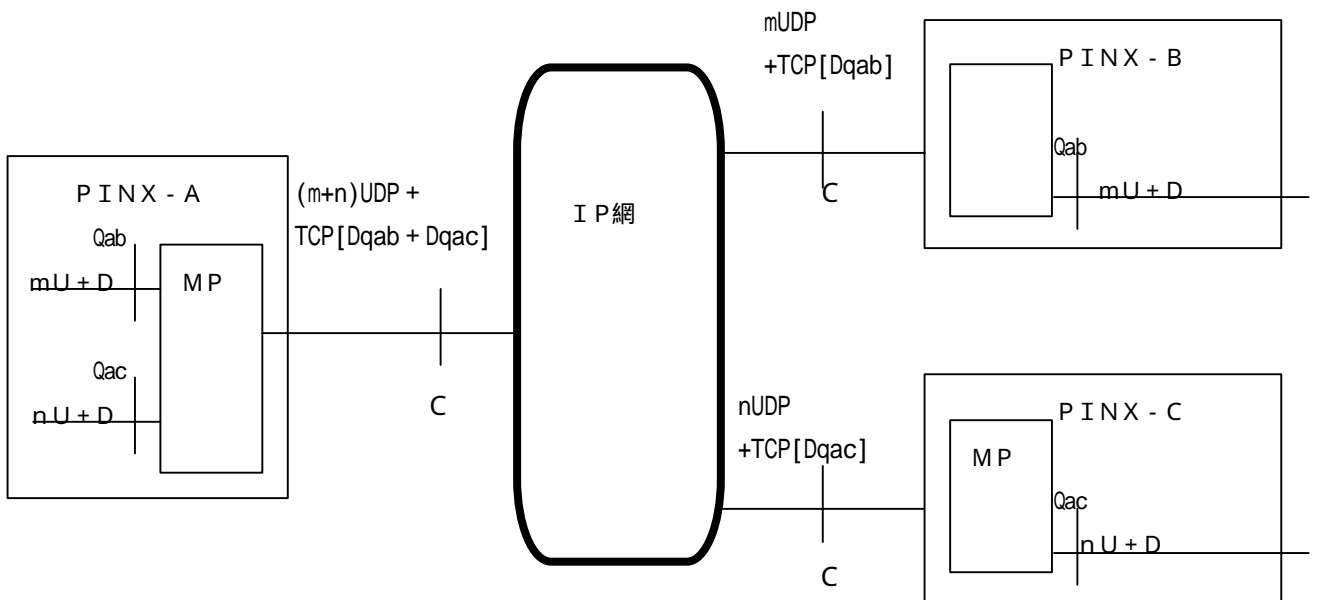 PINX-A
Qab
mU+D
MP
Qac
nU+D
(m+n)UDP +
TCP[Dqab + Dqac]
C
IP網
mUDP
+TCP[Dqab]
C
PINX-B
Qab
mU+D
nUDP
+TCP[Dqac]
C
PINX-C
MP
Qac
nU+D